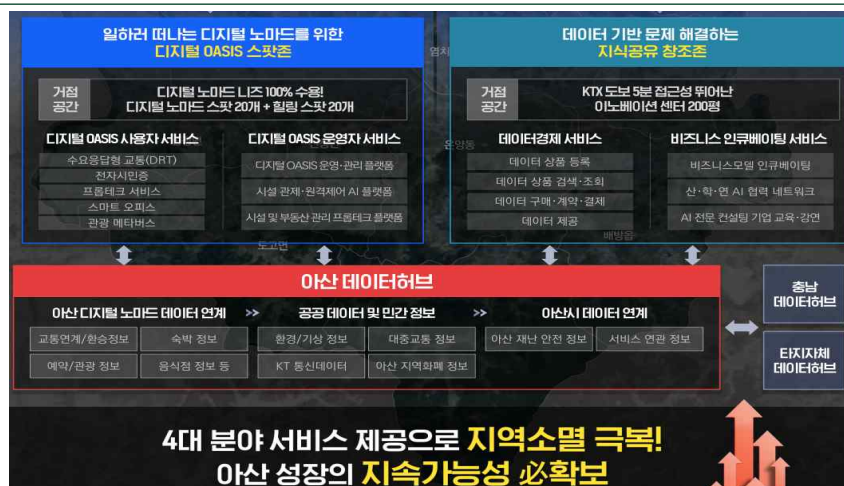 일하러 떠나는 디지털 노마드를 위한
디지털 OASIS 스팟존
거점
공간
디지털 노마드 니즈 100% 수용!
디지털 노마드 스팟 20개 + 힐링 스팟 20개
디지털 OASIS 사용자 서비스
수요응답형 교통(DRT)
전자시민증
프롭테크 서비스
스마트 오피스
관광 메타버스
디지털 OASIS 운영자 서비스
디지털 OASIS 운영·관리 플랫폼
시설 관제·원격제어 AI 플랫폼
시설 및 부동산 관리 프롭테크 플랫폼
염치
온양동
데이터 기반 문제 해결하는
지식공유 창조존
거점
공간
KTX 도보 5분 접근성 뛰어난
이노베이션 센터 200평
데이터경제 서비스
데이터 상품 등록
데이터 상품 검색·조회
데이터 구매·계약·결제
데이터 제공
비즈니스 인큐베이팅 서비스
비즈니스모델 인큐베이팅
산·학·연 AI 협력 네트워크
AI 전문 컨설팅 기업 교육·강연
배방읍
도고면
아산 데이터허브
아산 디지털 노마드 데이터 연계 >> 공공 데이터 및 민간 정보 >> 아산시 데이터 연계
교통연계/환승정보 숙박 정보 환경/기상 정보 대중교통 정보 아산 재난 안전 정보 서비스 연관 정보
예약/관광 정보 음식점 정보 등 KT 통신데이터 아산 지역화폐 정보
충남
데이터허브
타지자체
데이터허브
4대 분야 서비스 제공으로 지역소멸 극복!
아산 성장의 지속가능성 必확보